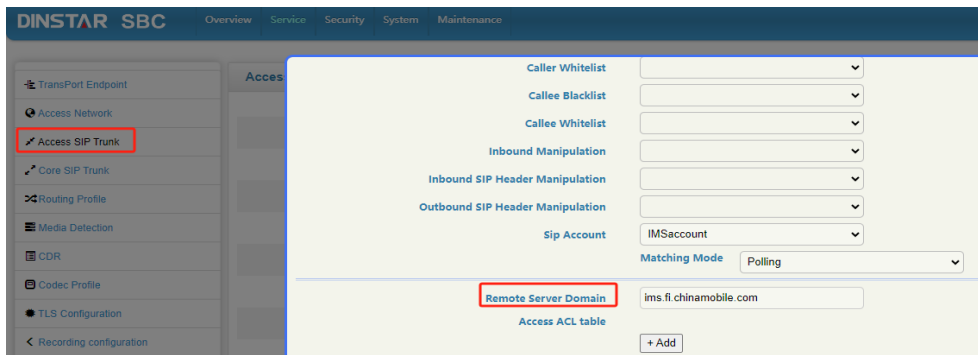 DINSTAR SBC
Overview Service Security System Maintenance
TransPort Endpoint
Access Network
Access SIP Trunk
Core SIP Trunk
Routing Profile
Media Detection
CDR
Codec Profile
TLS Configuration
Recording configuration
Acces
Caller Whitelist
Callee Blacklist
Callee Whitelist
Inbound Manipulation
Inbound SIP Header Manipulation
Outbound SIP Header Manipulation
Sip Account IMSaccount
Matching Mode Polling
Remote Server Domain ims.fi.chinamobile.com
Access ACL table
+ Add